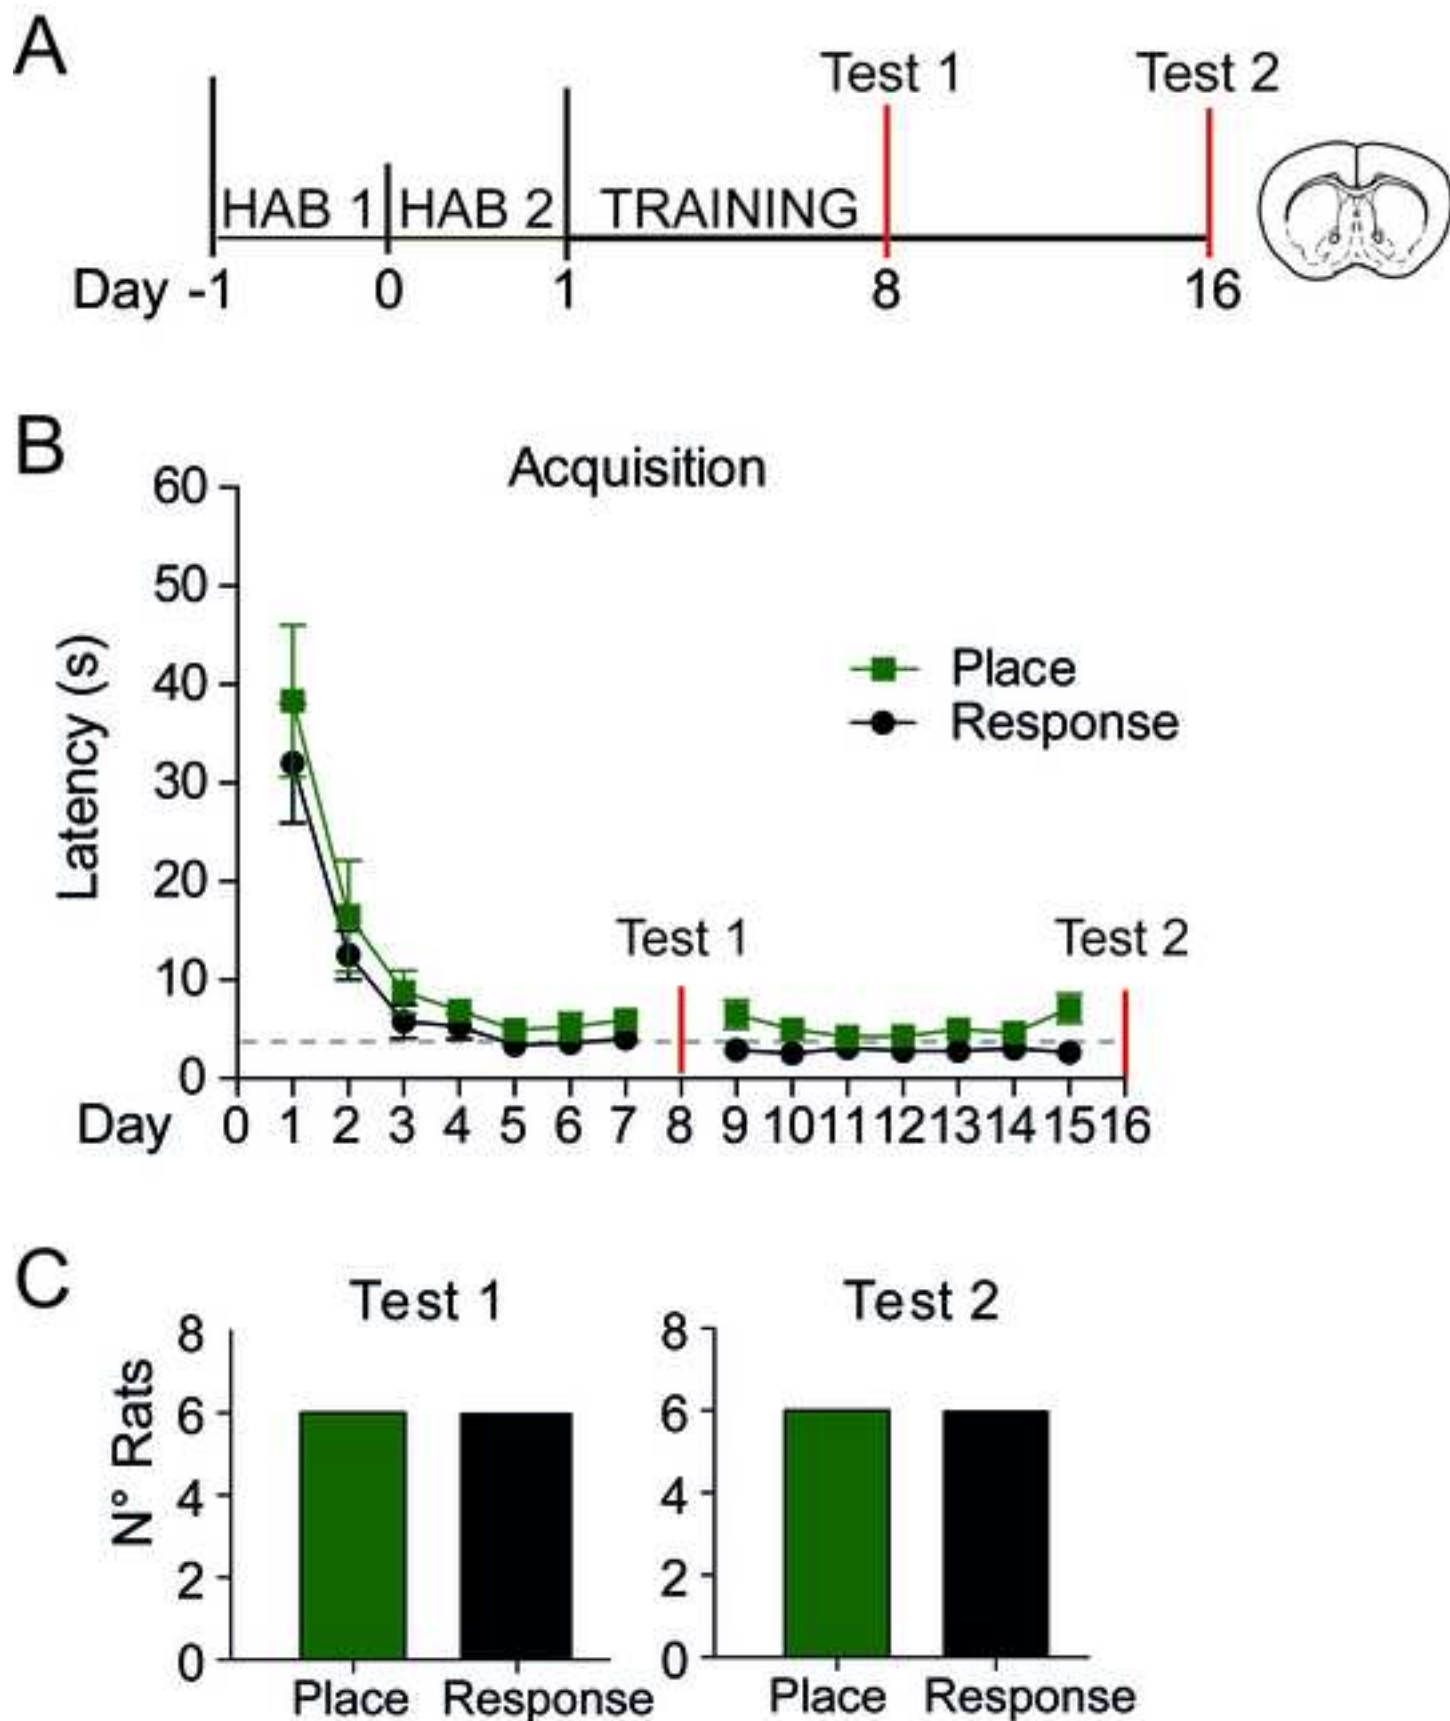 A
Test 1 Test 2
HAB 1 HAB 2 TRAINING
Day -1 0 1 8 16
B
Acquisition
60
50
40
30
20
10
0
Latency (s)
Place
Response
Test 1 Test 2
Day 0 1 2 3 4 5 6 7 8 9 10 11 12 13 14 15 16
C
Test 1
8
6
4
2
0
N° Rats
Place Response
Test 2
8
6
4
2
0
Place Response